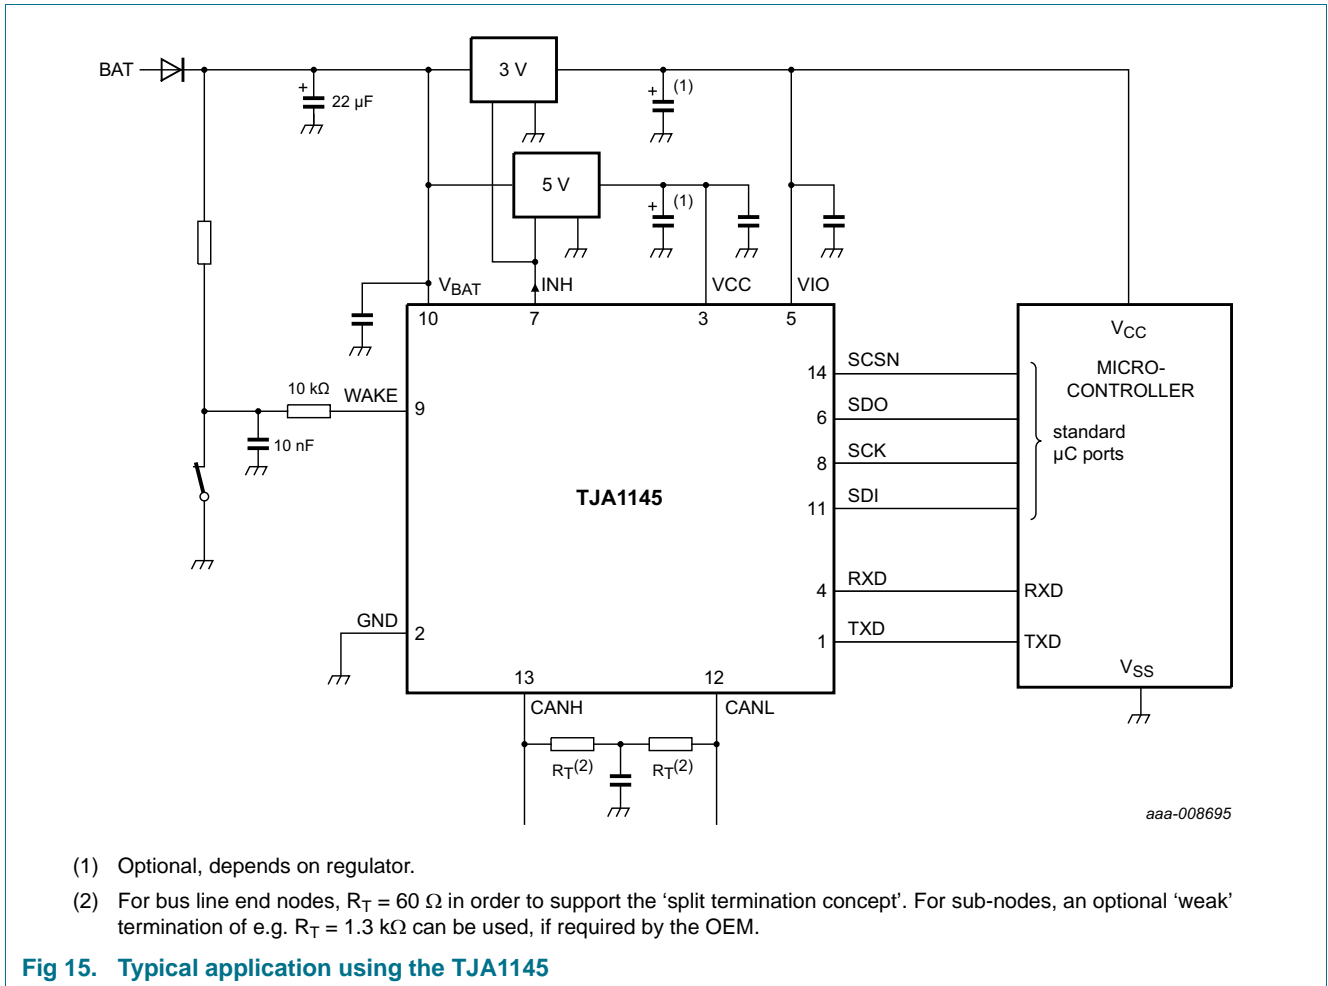 BAT
3 V
+
22 µF
+
(1)
5 V
+
(1)
VBAT
INH
VCC
VIO
10
7
3
5
VCC
MICRO-
CONTROLLER
standard
µC ports
14
SCSN
6
SDO
8
SCK
11
SDI
10 kΩ
WAKE
9
10 nF
TJA1145
4
RXD
RXD
1
TXD
TXD
GND
2
VSS
13
12
CANH
CANL
RT(2)
RT(2)
aaa-008695
(1) Optional, depends on regulator.
(2) For bus line end nodes, RT = 60 Ω in order to support the ‘split termination concept’. For sub-nodes, an optional ‘weak’
termination of e.g. RT = 1.3 kΩ can be used, if required by the OEM.
Fig 15. Typical application using the TJA1145